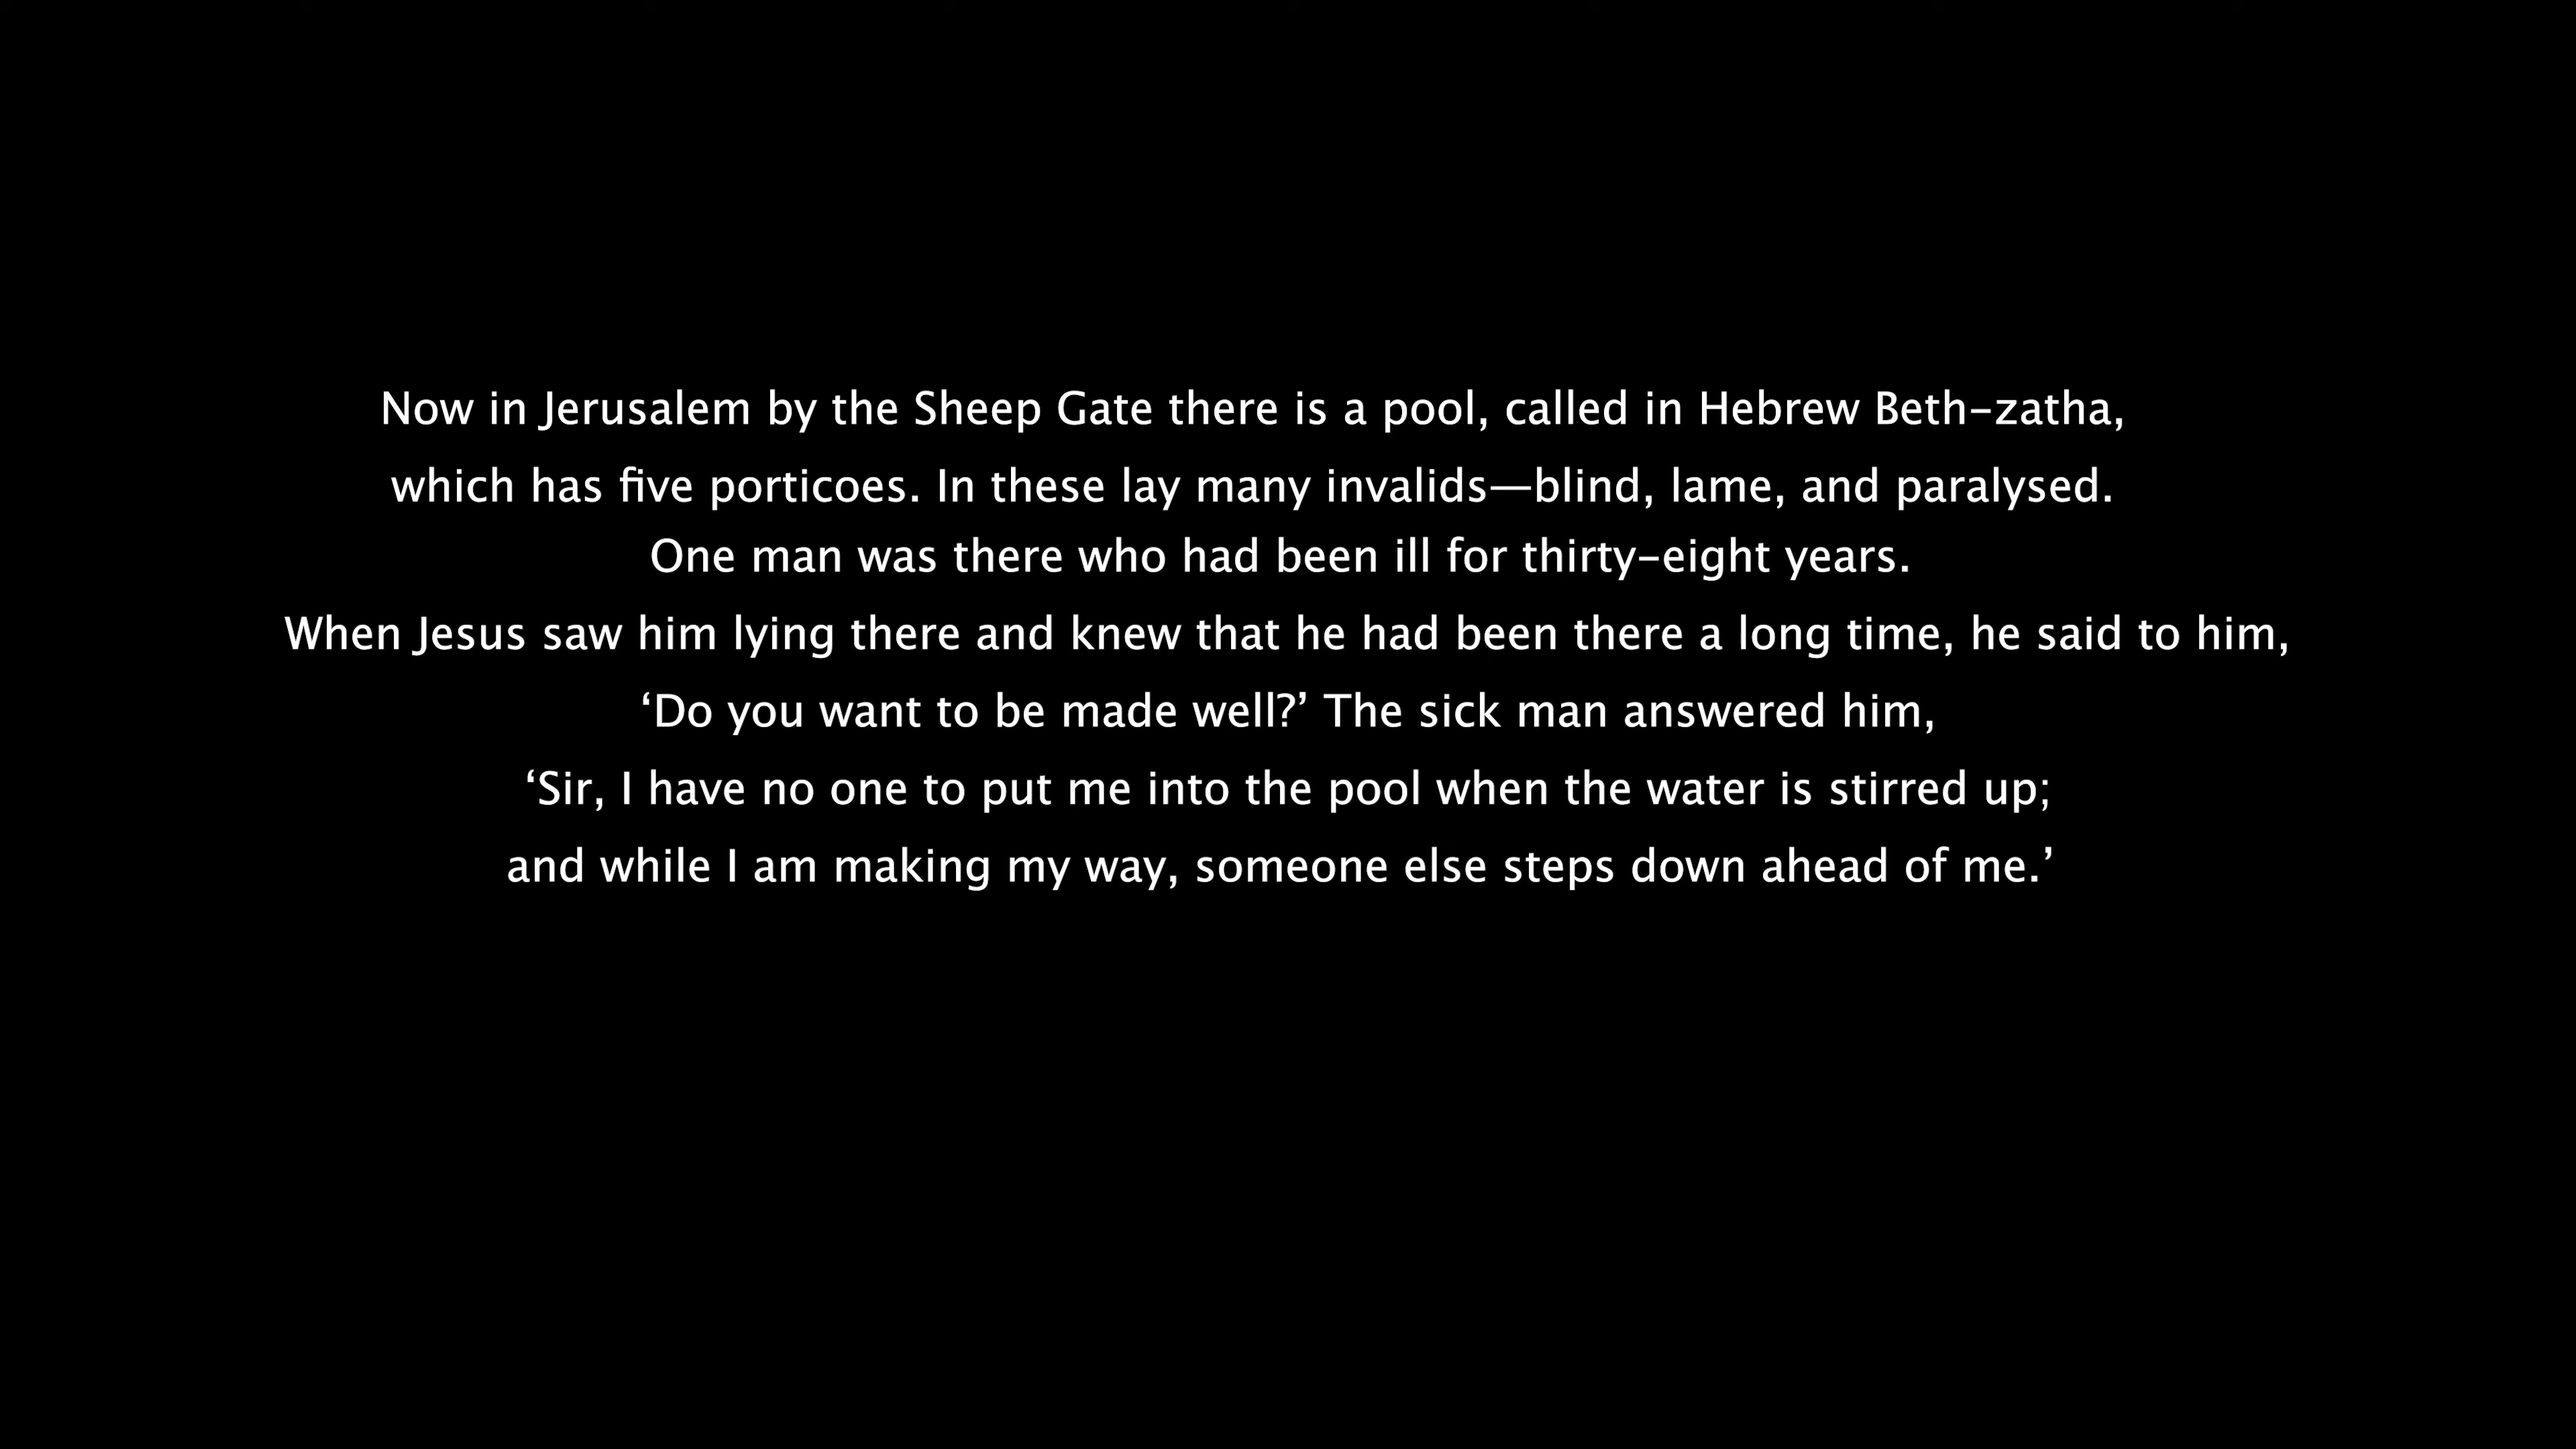 Now in Jerusalem by the Sheep Gate there is a pool, called in Hebrew Beth-zatha,
which has five porticoes. In these lay many invalids—blind, lame, and paralysed.
One man was there who had been ill for thirty-eight years.
When Jesus saw him lying there and knew that he had been there a long time, he said to him,
‘Do you want to be made well?’ The sick man answered him,
‘Sir, I have no one to put me into the pool when the water is stirred up;
and while I am making my way, someone else steps down ahead of me.’